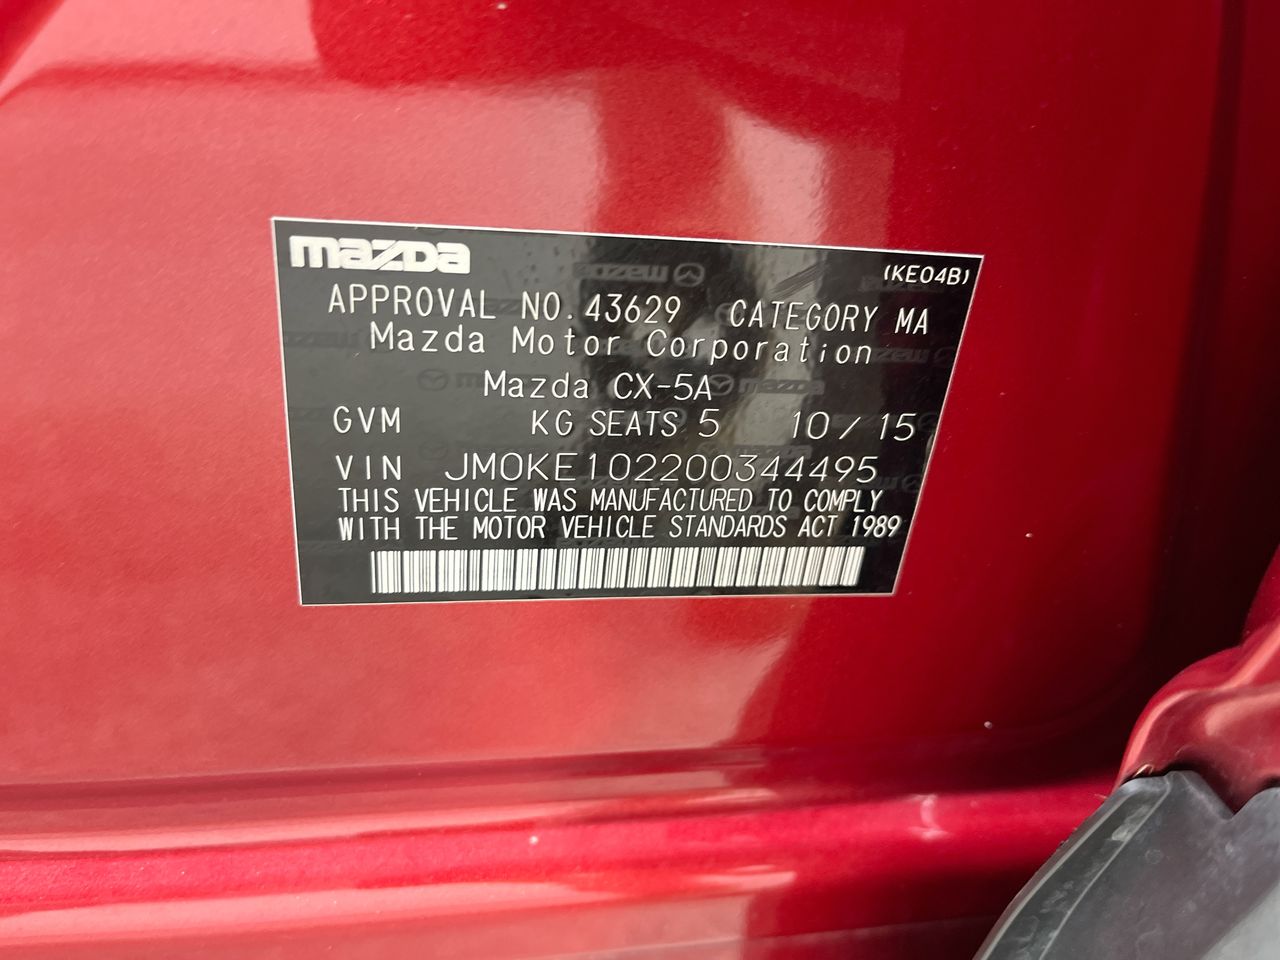 mazda
(KE04B)
APPROVAL NO. 43629 CATEGORY MA
Mazda Motor Corporation
Mazda CX-5A
GVM KG SEATS 5 10/15
VIN JM0KE102200344495
THIS VEHICLE WAS MANUFACTURED TO COMPLY
WITH THE MOTOR VEHICLE STANDARDS ACT 1989